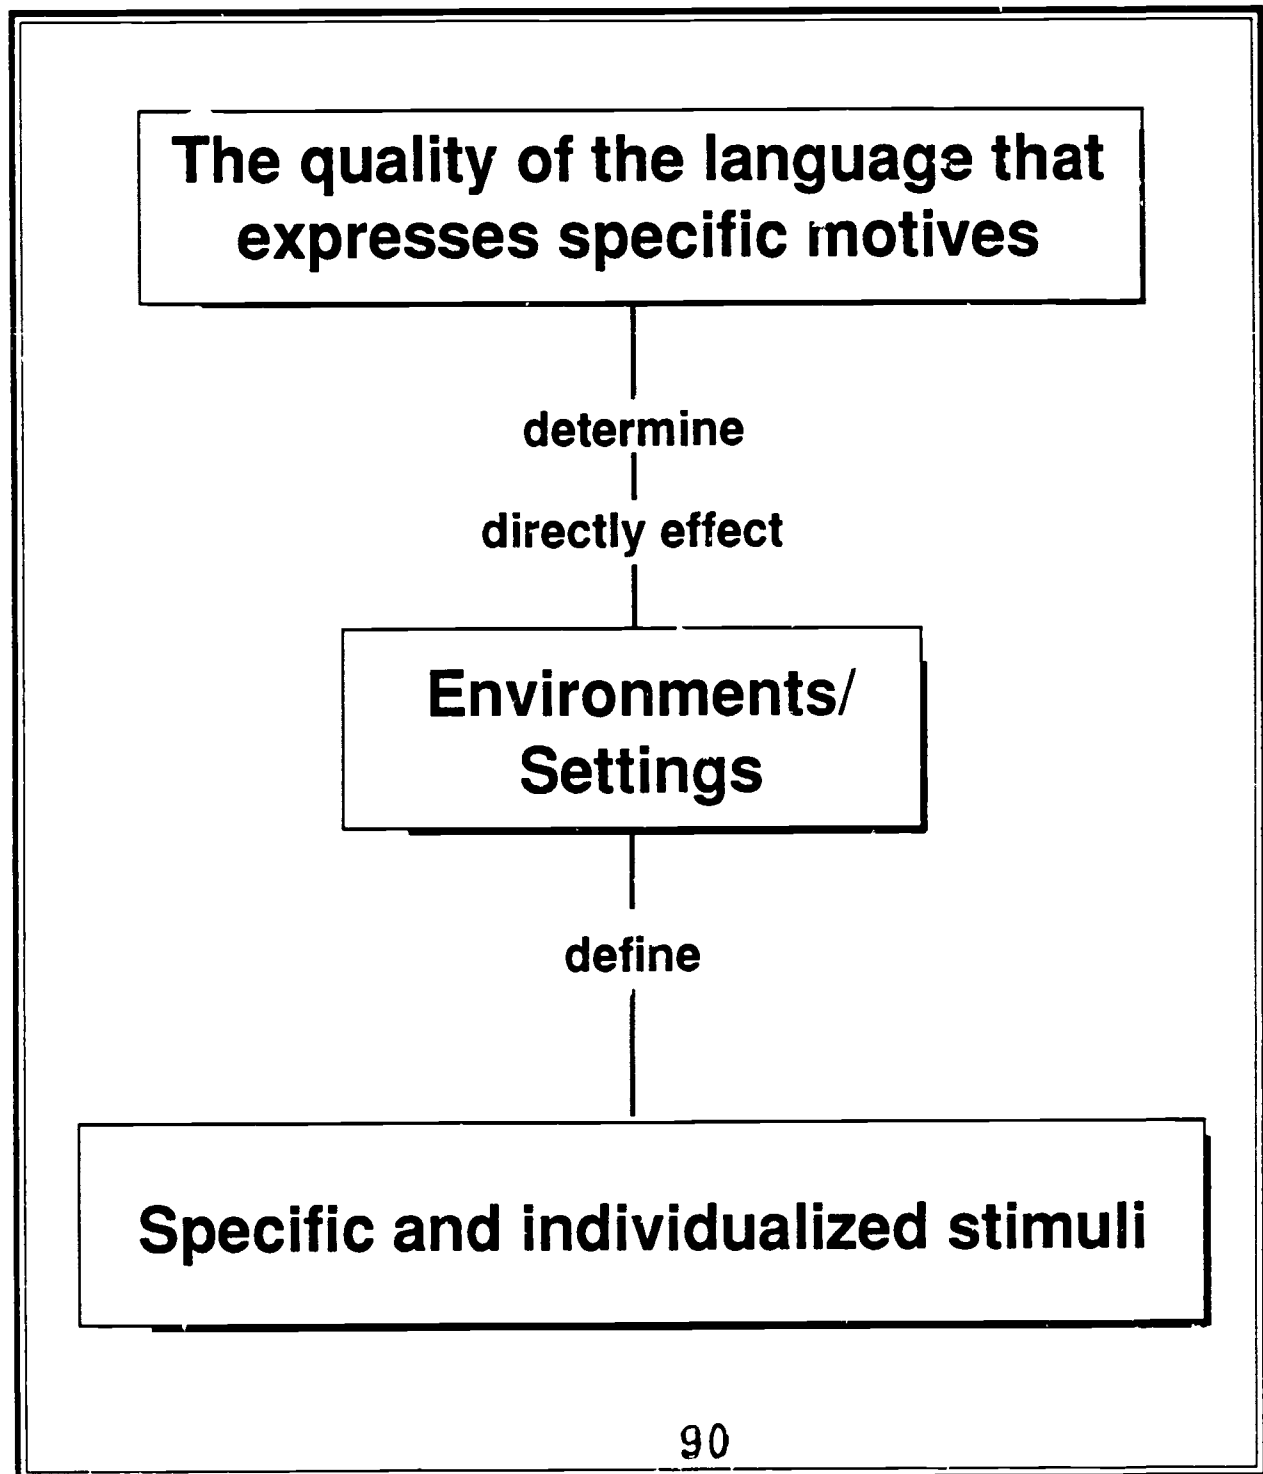 The quality of the language that
expresses specific motives
determine
directly effect
Environments/
Settings
define
Specific and individualized stimuli
90